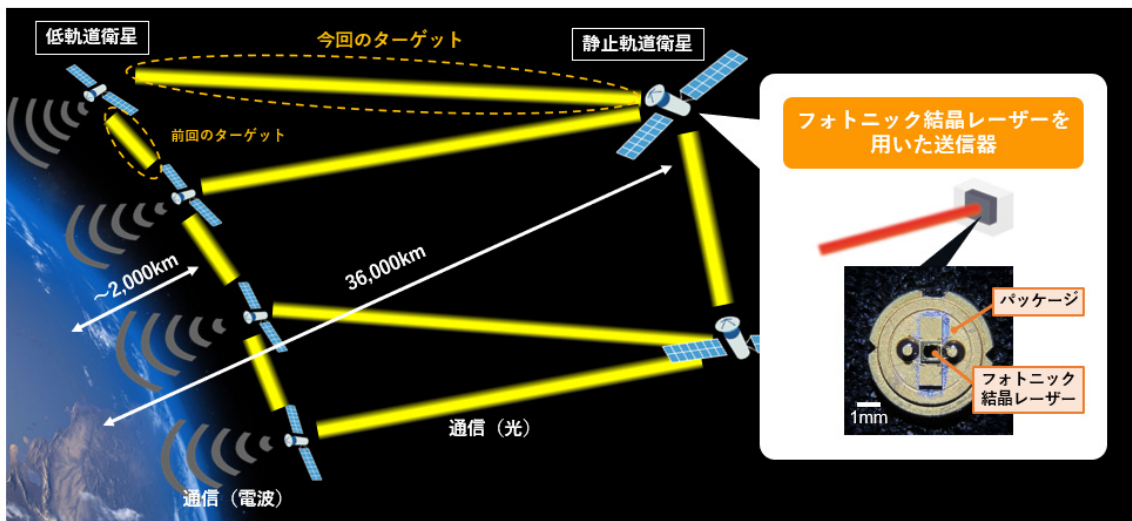 低軌道衛星
今回のターゲット
静止軌道衛星
前回のターゲット
フォトニック結晶レーザーを
用いた送信器
～2,000km
36,000km
パッケージ
フォトニック
結晶レーザー
1mm
通信（光）
通信（電波）